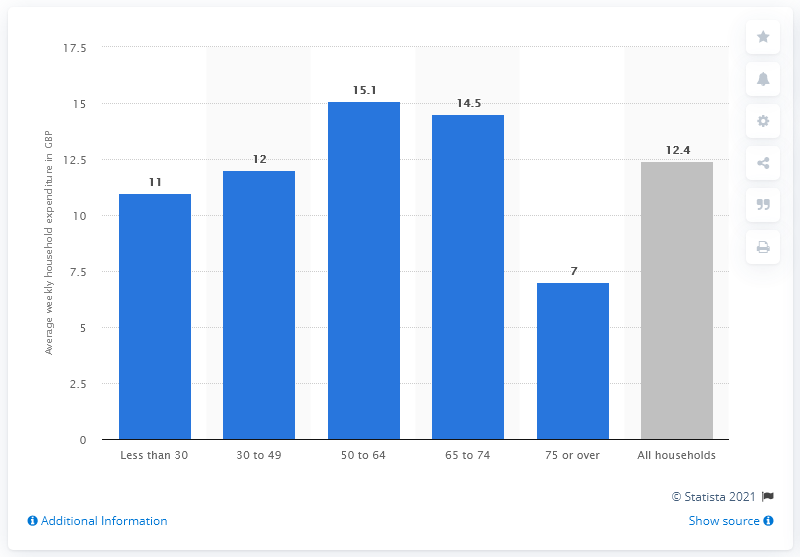 17.5
15
12.5
10
7.5
5
2.5
0
Average weekly household expenditure in GBP
11
12
15.1
14.5
7
12.4
Less than 30
30 to 49
50 to 64
65 to 74
75 or over
All households
© Statista 2021
Additional Information
Show source